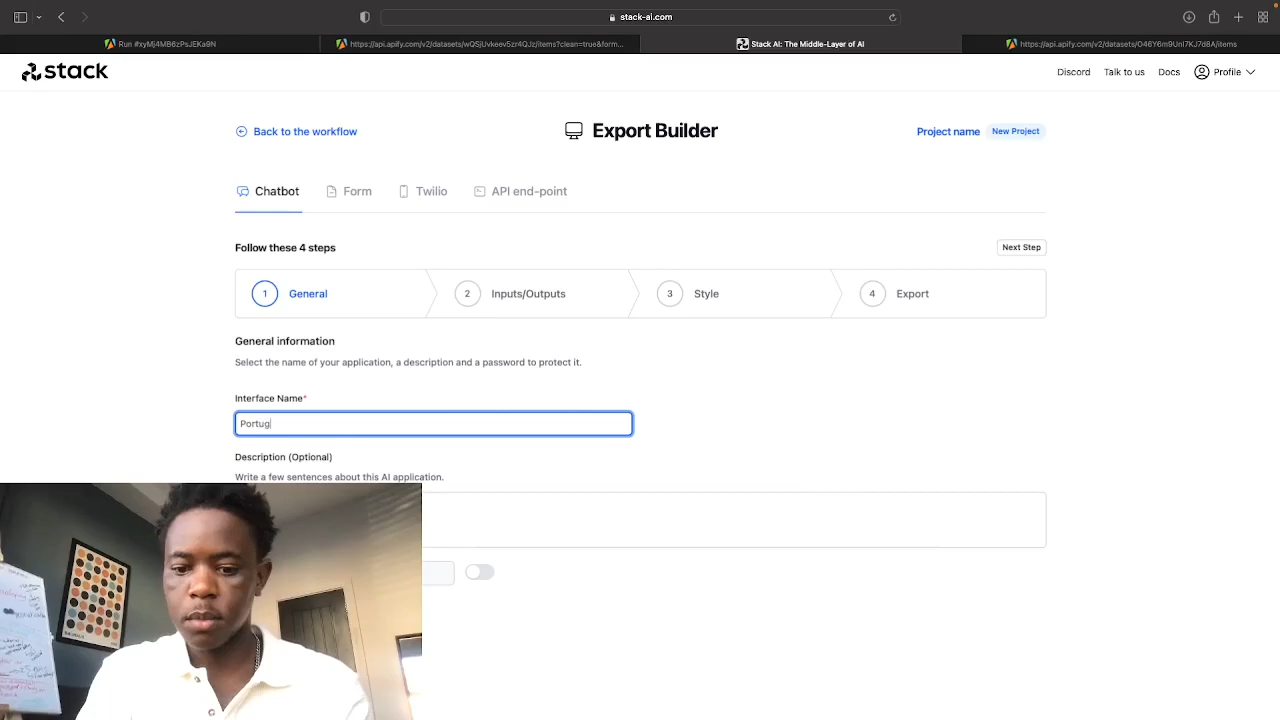 stack-ai.com
Run #xyMj4MB6zPsJEKa9N
https://api.apify.com/v2/datasets/wQSjUvkeev5zr4QJz/items?clean=true&form...
Stack AI: The Middle-Layer of AI
https://api.apify.com/v2/datasets/O46Y6m9UnI7KJ7d8A/items
stack
Discord
Talk to us
Docs
Profile
Back to the workflow
Export Builder
Project name
New Project
Chatbot
Form
Twilio
API end-point
Follow these 4 steps
Next Step
1 General
2 Inputs/Outputs
3 Style
4 Export
General information
Select the name of your application, a description and a password to protect it.
Interface Name*
Portug
Description (Optional)
Write a few sentences about this AI application.